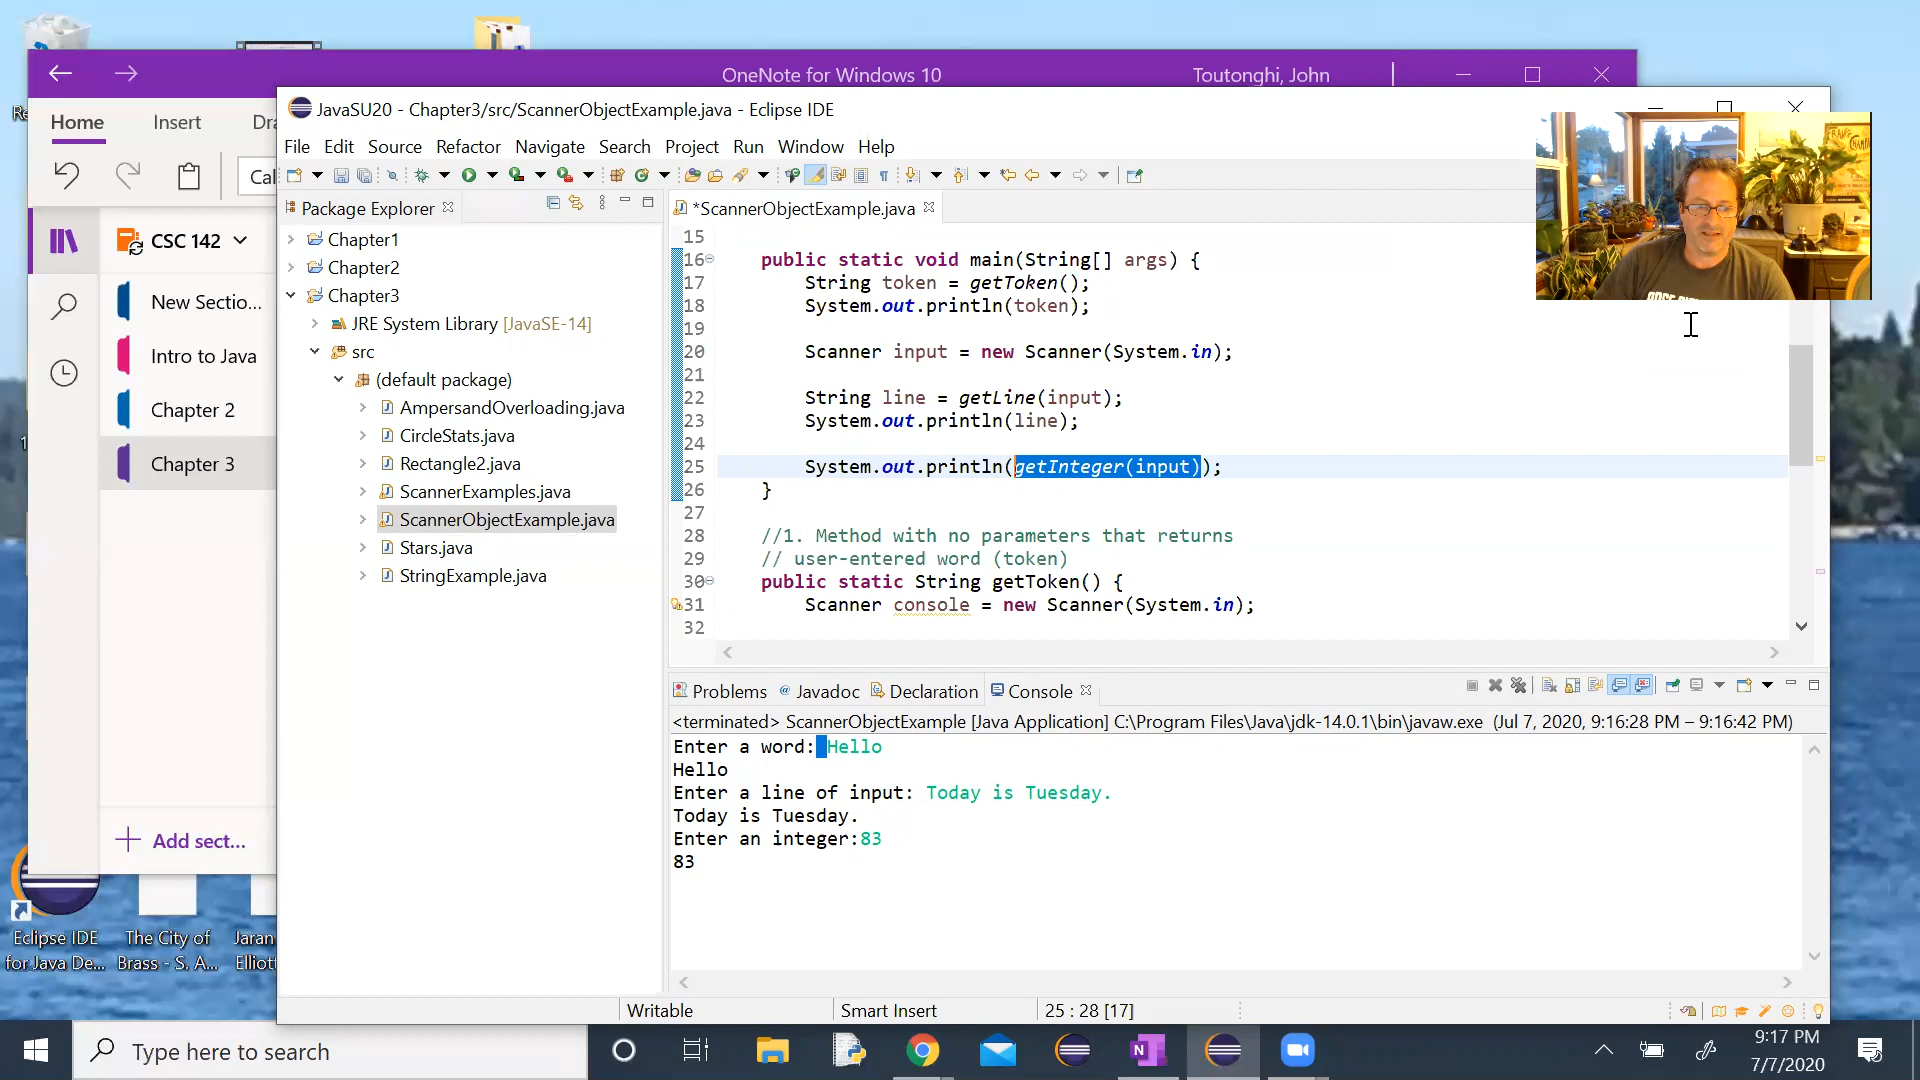 OneNote for Windows 10
Toutonghi, John
JavaSU20 - Chapter3/src/ScannerObjectExample.java - Eclipse IDE
Home
Insert
File Edit Source Refactor Navigate Search Project Run Window Help
Package Explorer
*ScannerObjectExample.java
CSC 142
New Sectio...
Intro to Java
Chapter 2
Chapter 3
Add sect...
Chapter1
Chapter2
Chapter3
JRE System Library [JavaSE-14]
src
(default package)
AmpersandOverloading.java
CircleStats.java
Rectangle2.java
ScannerExamples.java
ScannerObjectExample.java
Stars.java
StringExample.java
15
16 public static void main(String[] args) {
17 String token = getToken();
18 System.out.println(token);
19
20 Scanner input = new Scanner(System.in);
21
22 String line = getLine(input);
23 System.out.println(line);
24
25 System.out.println(getInteger(input));
26 }
27
28 //1. Method with no parameters that returns
29 // user-entered word (token)
30 public static String getToken() {
31 Scanner console = new Scanner(System.in);
32
Problems @ Javadoc Declaration Console
<terminated> ScannerObjectExample [Java Application] C:\Program Files\Java\jdk-14.0.1\bin\javaw.exe (Jul 7, 2020, 9:16:28 PM – 9:16:42 PM)
Enter a word: Hello
Hello
Enter a line of input: Today is Tuesday.
Today is Tuesday.
Enter an integer:83
83
Writable
Smart Insert
25 : 28 [17]
Eclipse IDE
for Java De...
The City of
Brass - S. A...
Jaran
Elliott
Type here to search
9:17 PM
7/7/2020